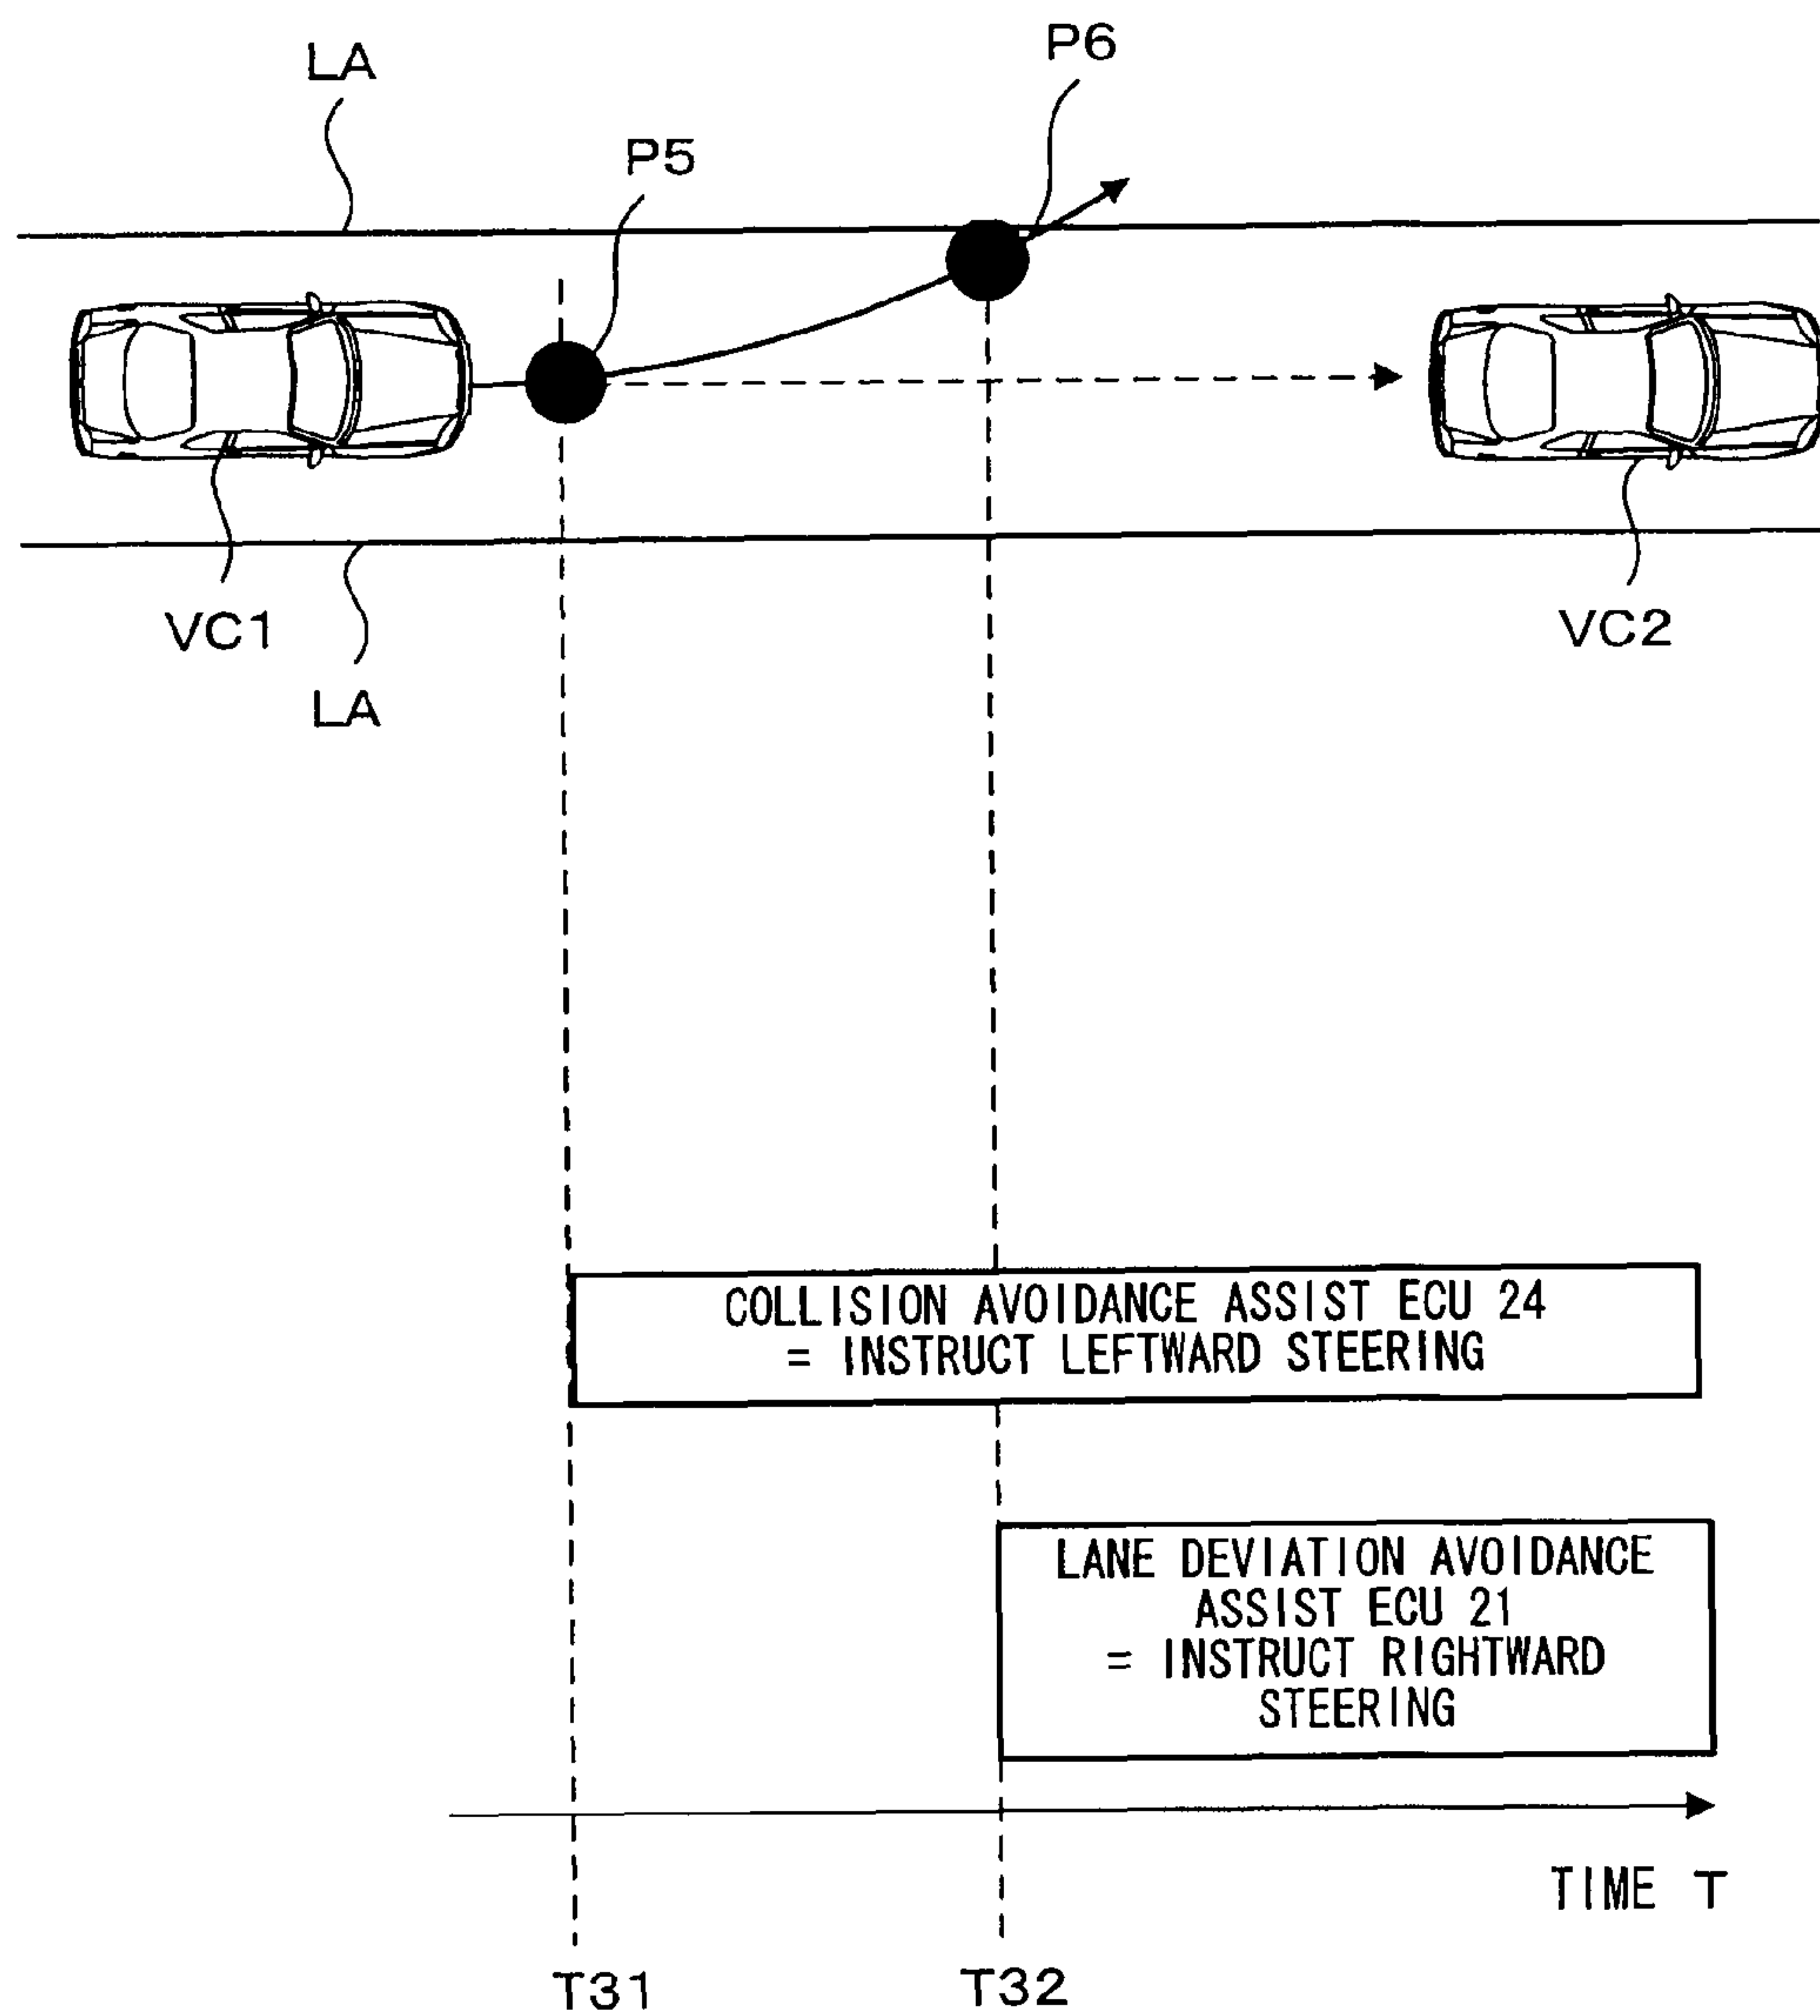 P6
LA
P5
VC1
VC2
LA
COLLISION AVOIDANCE ASSIST ECU 24
= INSTRUCT LEFTWARD STEERING
LANE DEVIATION AVOIDANCE
ASSIST ECU 21
= INSTRUCT RIGHTWARD
STEERING
TIME T
T31
T32